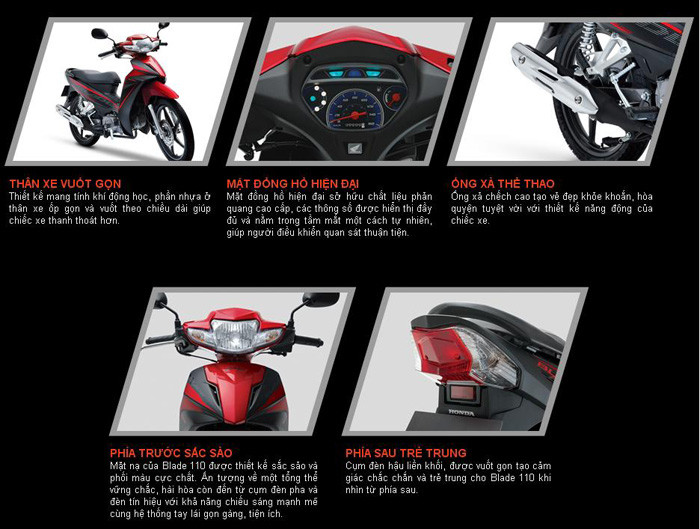 THÂN XE VUỐT GỌN
Thiết kế mang tính khí động học, phần nhựa ở
thân xe ốp gọn và vuốt theo chiều dài giúp
chiếc xe thanh thoát hơn.
MẶT ĐỒNG HỒ HIỆN ĐẠI
Mặt đồng hồ hiện đại sở hữu chất liệu phản
quang cao cấp, các thông số được hiển thị đầy
đủ và nằm trong tầm mắt một cách tự nhiên,
giúp người điều khiển quan sát thuận tiện.
ỐNG XẢ THỂ THAO
Ống xả chếch cao tạo vẻ đẹp khỏe khoắn, hòa
quyện tuyệt vời với thiết kế năng động của
chiếc xe.
PHÍA TRƯỚC SẮC SẢO
Mặt nạ của Blade 110 được thiết kế sắc sảo và
phối màu cực chất. Ấn tượng về một tổng thể
vững chắc, hài hòa còn đến từ cụm đèn pha và
đèn tín hiệu với khả năng chiếu sáng mạnh mẽ
cùng hệ thống tay lái gọn gàng, tiện ích.
HONDA
PHÍA SAU TRẺ TRUNG
Cụm đèn hậu liền khối, được vuốt gọn tạo cảm
giác chắc chắn và trẻ trung cho Blade 110 khi
nhìn từ phía sau.